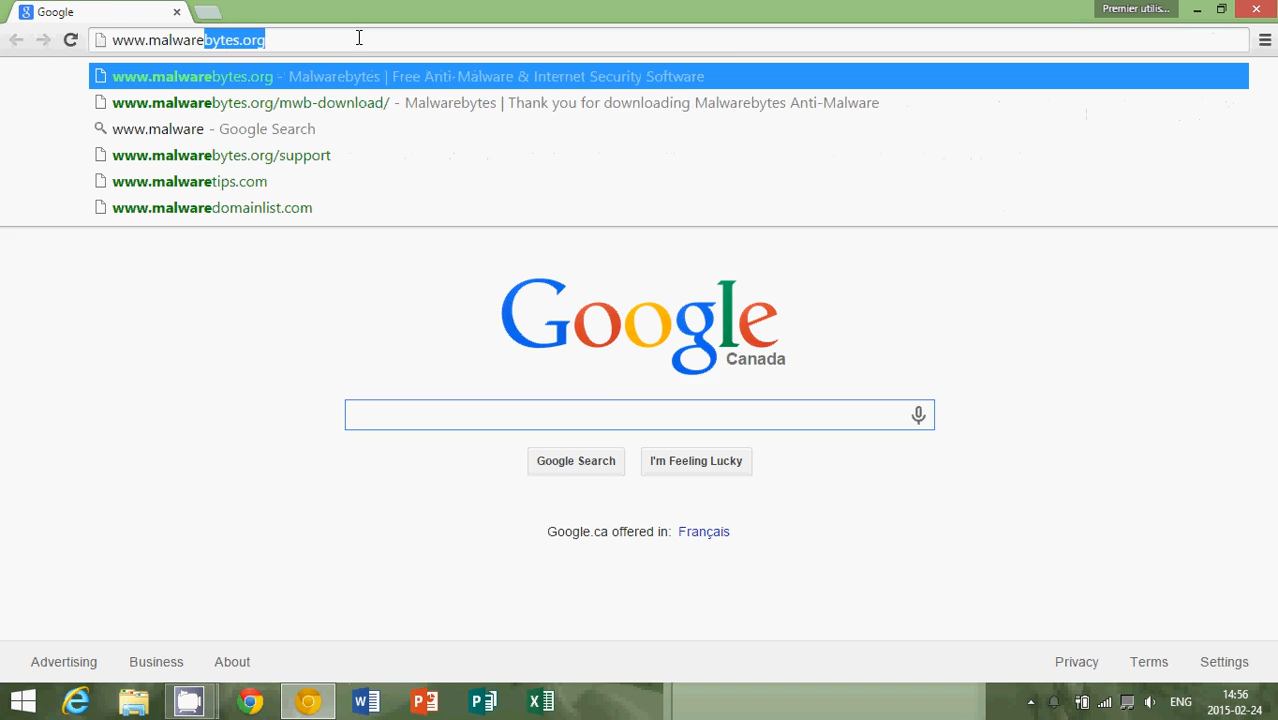 Google
Premier utilis...
www.malwarebytes.org
www.malwarebytes.org - Malwarebytes | Free Anti-Malware & Internet Security Software
www.malwarebytes.org/mwb-download/ - Malwarebytes | Thank you for downloading Malwarebytes Anti-Malware
www.malware - Google Search
www.malwarebytes.org/support
www.malwaretips.com
www.malwaredomainlist.com
Google
Canada
Google Search
I'm Feeling Lucky
Google.ca offered in: Français
Advertising Business About Privacy Terms Settings
ENG
14:56
2015-02-24